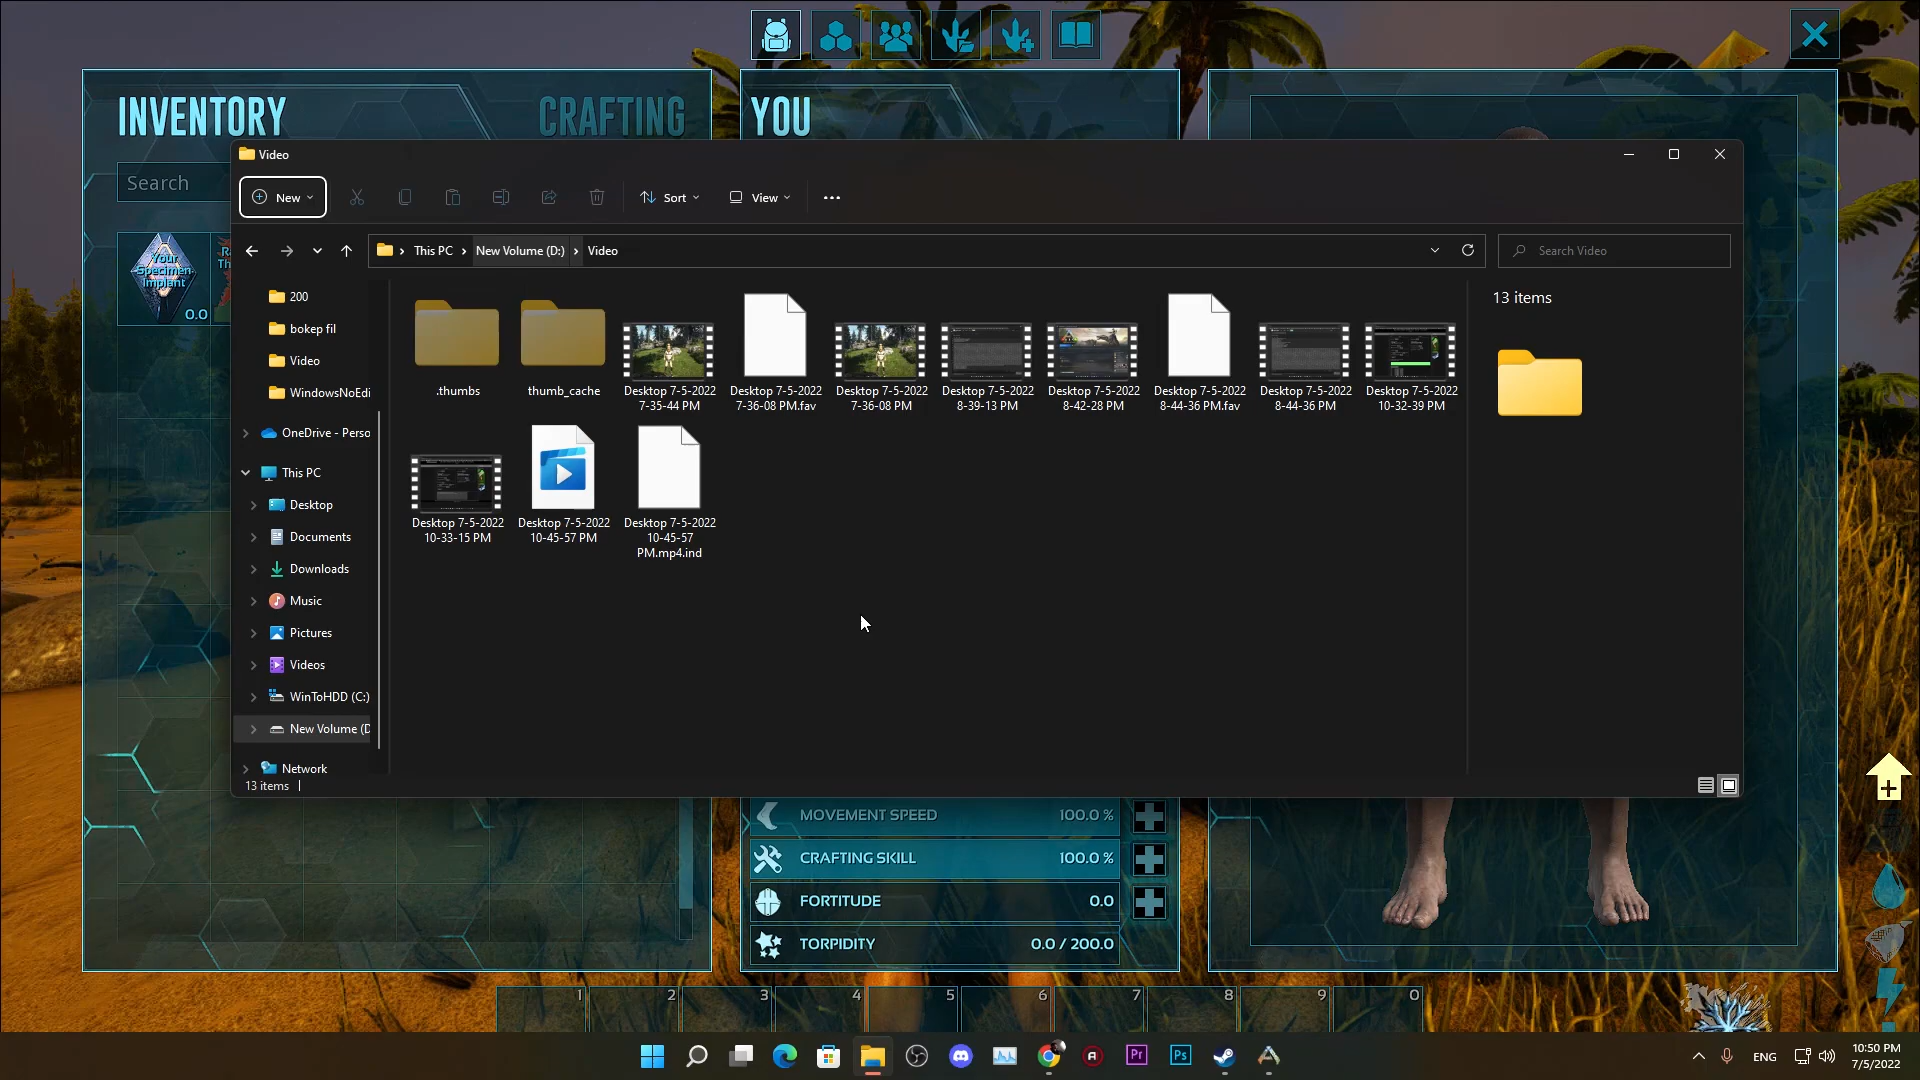 INVENTORY
CRAFTING
YOU
Search
Your
Specimen
Implant
0.0
Video
New
Sort
View
This PC
New Volume (D:)
Video
Search Video
200
bokep fil
Video
WindowsNoEdi
OneDrive - Perso
This PC
Desktop
Documents
Downloads
Music
Pictures
Videos
WinToHDD (C:)
New Volume (D
Network
13 items
.thumbs
thumb_cache
Desktop 7-5-2022
7-35-44 PM
Desktop 7-5-2022
7-36-08 PM.fav
Desktop 7-5-2022
7-36-08 PM
Desktop 7-5-2022
8-39-13 PM
Desktop 7-5-2022
8-42-28 PM
Desktop 7-5-2022
8-44-36 PM.fav
Desktop 7-5-2022
8-44-36 PM
Desktop 7-5-2022
10-32-39 PM
Desktop 7-5-2022
10-33-15 PM
Desktop 7-5-2022
10-45-57 PM
Desktop 7-5-2022
10-45-57
PM.mp4.ind
13 items
MOVEMENT SPEED 100.0 %
CRAFTING SKILL 100.0 %
FORTITUDE 0.0
TORPIDITY 0.0 / 200.0
1 2 3 4 5 6 7 8 9 0
Pr
Ps
ENG
10:50 PM
7/5/2022